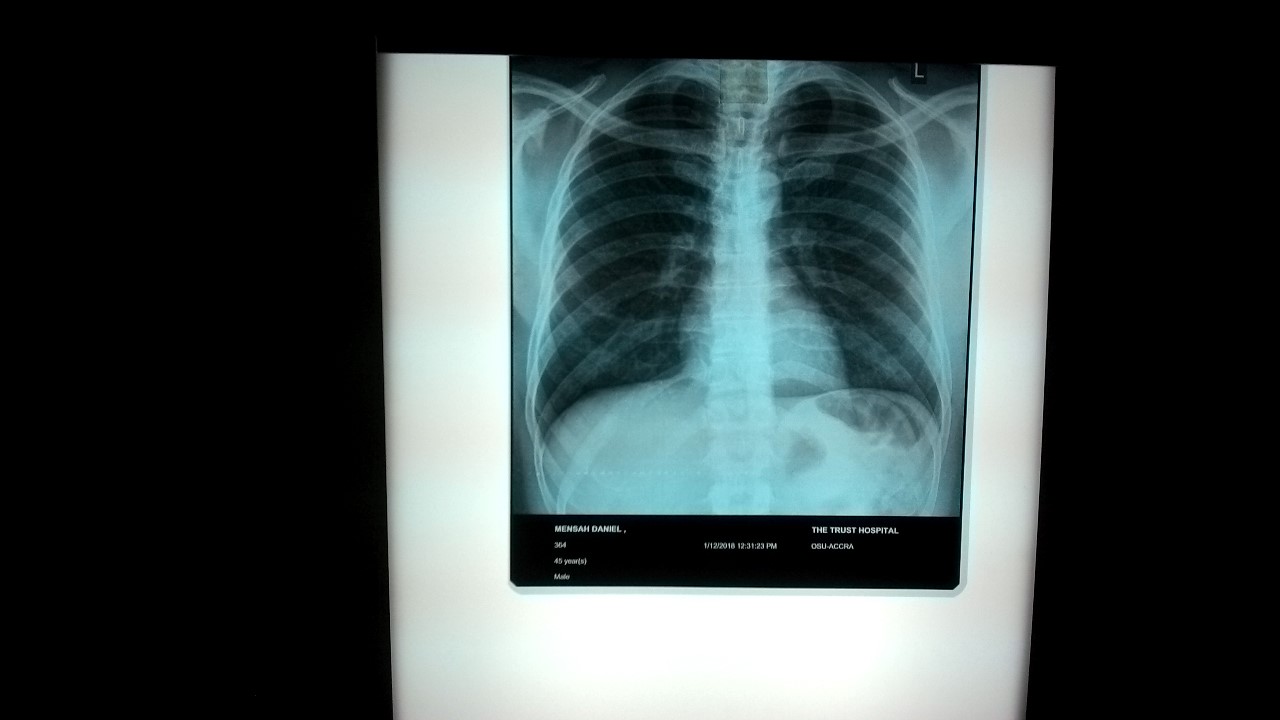 L
MENSAH DANIEL , THE TRUST HOSPITAL
364 1/12/2018 12:31:23 PM OSU-ACCRA
45 year(s)
Male